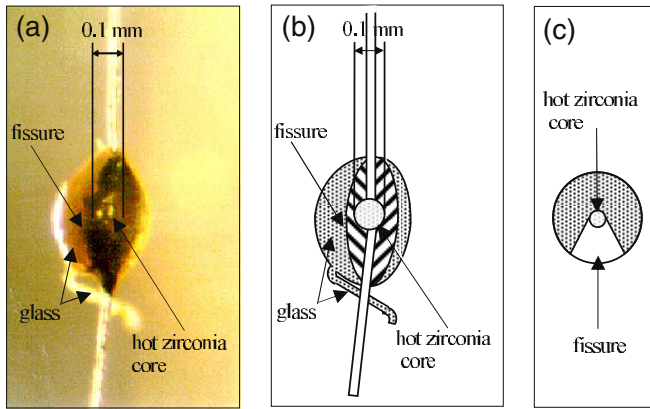 (a)
0.1 mm
fissure
glass
hot zirconia
core
(b)
0.1 mm
fissure
glass
hot zirconia
core
(c)
hot zirconia
core
fissure